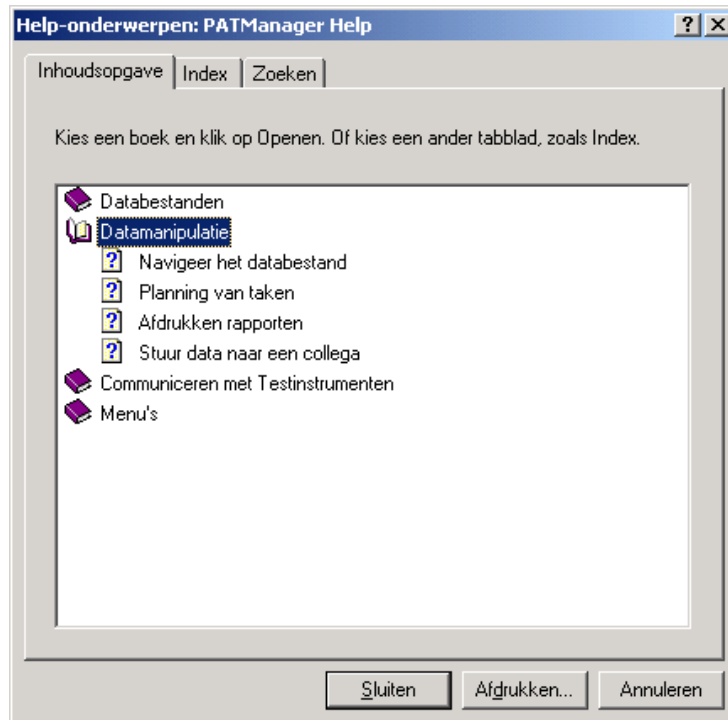 Help-onderwerpen: PATManager Help
Inhoudsopgave Index Zoeken
Kies een boek en klik op Openen. Of kies een ander tabblad, zoals Index.
Databestanden
Datamanipulatie
Navigeer het databestand
Planning van taken
Afdrukken rapporten
Stuur data naar een collega
Communiceren met Testinstrumenten
Menu's
Sluiten Afdrukken... Annuleren